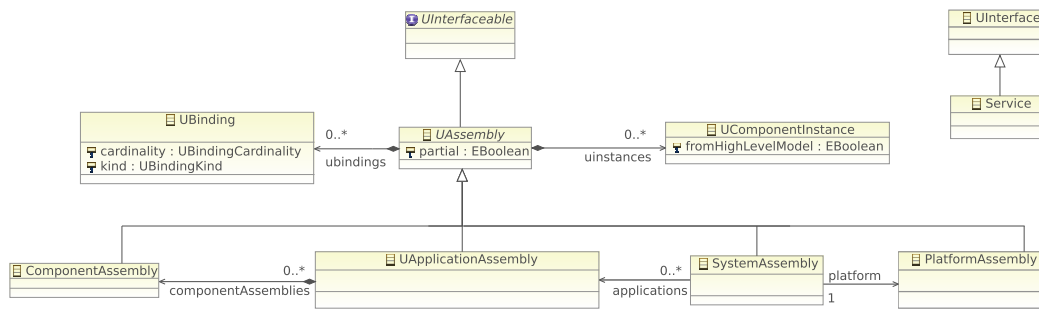 UInterfaceable
UInterface
Service
UBinding
cardinality : UBindingCardinality
kind : UBindingKind
0..*
ubindings
UAssembly
partial : EBoolean
0..*
uinstances
UComponentInstance
fromHighLevelModel : EBoolean
ComponentAssembly
0..*
componentAssemblies
UApplicationAssembly
0..*
applications
SystemAssembly
platform
1
PlatformAssembly